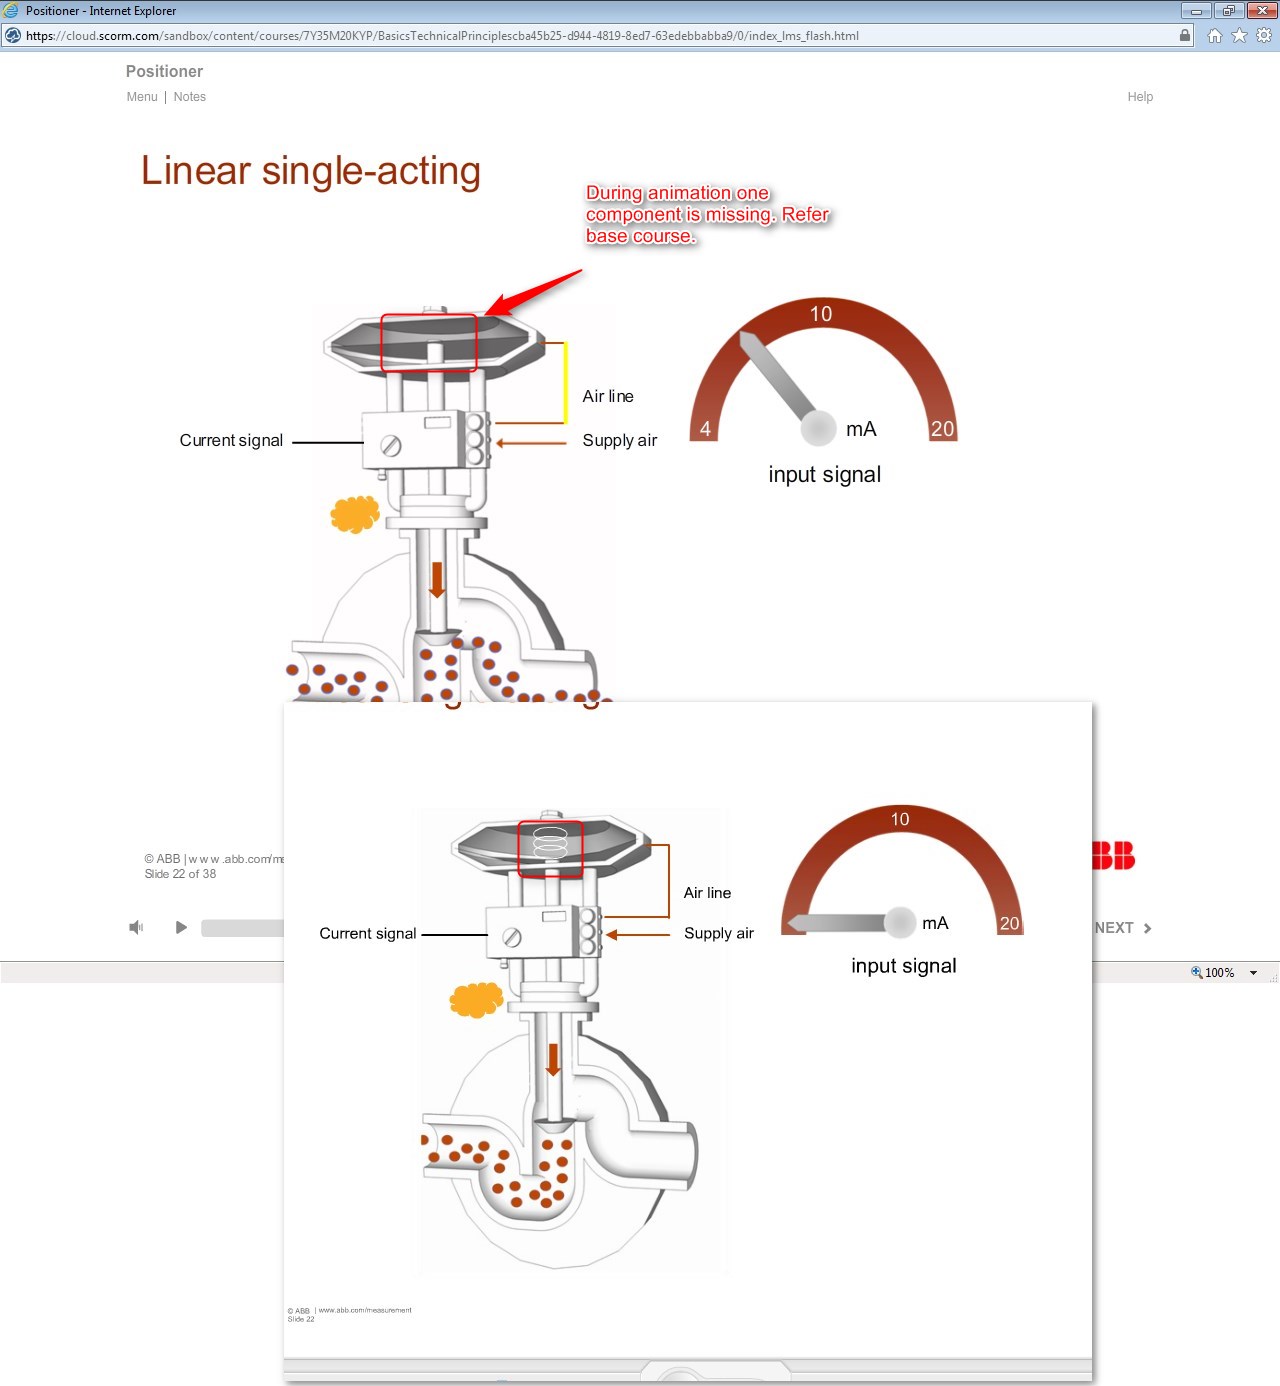 Positioner - Internet Explorer
https://cloud.scorm.com/sandbox/content/courses/7Y35M20KYP/BasicsTechnicalPrinciplescba45b25-d944-4819-8ed7-63edebbabba9/0/index_lms_flash.html
Positioner
Menu | Notes
Help
Linear single-acting
During animation one
component is missing. Refer
base course.
10
4
20
mA
input signal
Air line
Current signal
Supply air
10
20
mA
input signal
Air line
Current signal
Supply air
© ABB | www.abb.com/me
Slide 22 of 38
BB
NEXT
100%
© ABB | www.abb.com/measurement
Slide 22